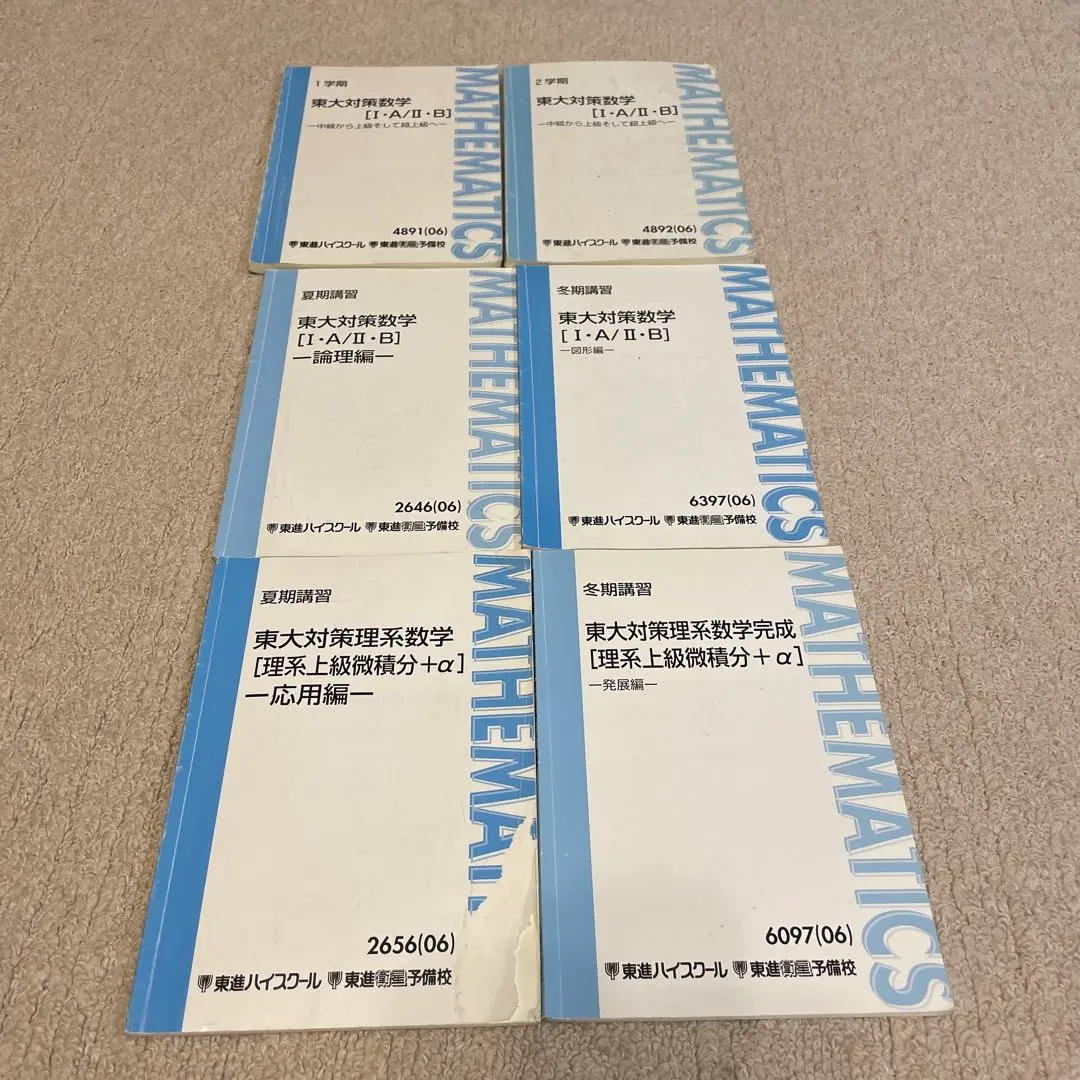 1学期
東大対策数学
[Ⅰ・A/Ⅱ・B]
―中級から上級そして超上級へ―
4891(06)
東進ハイスクール 東進衛星予備校
MATHEMATICS
2学期
東大対策数学
[Ⅰ・A/Ⅱ・B]
―中級から上級そして超上級へ―
4892(06)
東進ハイスクール 東進衛星予備校
MATHEMATICS
夏期講習
東大対策数学
[Ⅰ・A/Ⅱ・B]
―論理編―
2646(06)
東進ハイスクール 東進衛星予備校
MATHEMATICS
冬期講習
東大対策数学
[Ⅰ・A/Ⅱ・B]
―図形編―
6397(06)
東進ハイスクール 東進衛星予備校
MATHEMATICS
夏期講習
東大対策理系数学
[理系上級微積分+α]
―応用編―
2656(06)
東進ハイスクール 東進衛星予備校
MATHEMAT
冬期講習
東大対策理系数学完成
[理系上級微積分+α]
―発展編―
6097(06)
東進ハイスクール 東進衛星予備校
MATHEMATICS